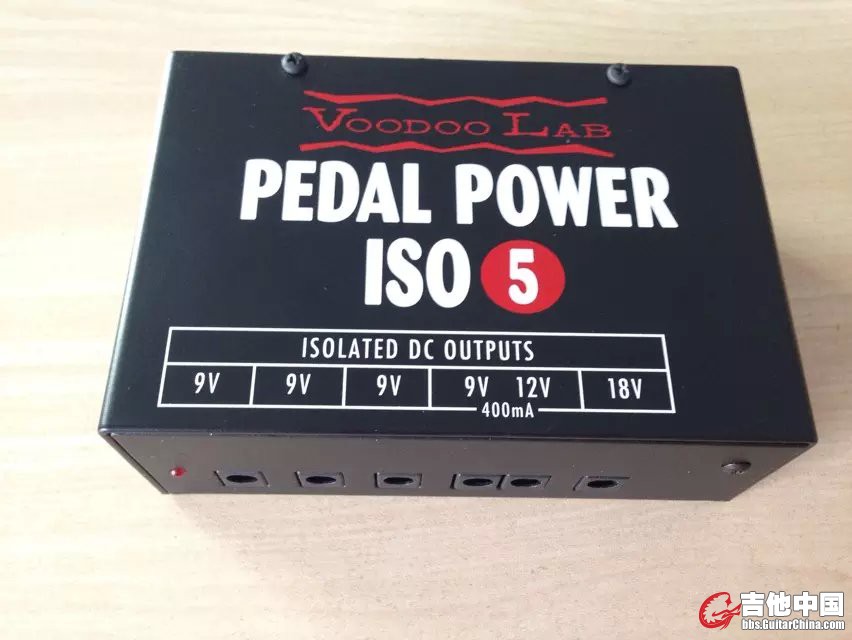 VOODOO LAB
PEDAL POWER
ISO 5
ISOLATED DC OUTPUTS
9V 9V 9V 9V 12V 18V
400mA
吉他中国
bbs.GuitarChina.com